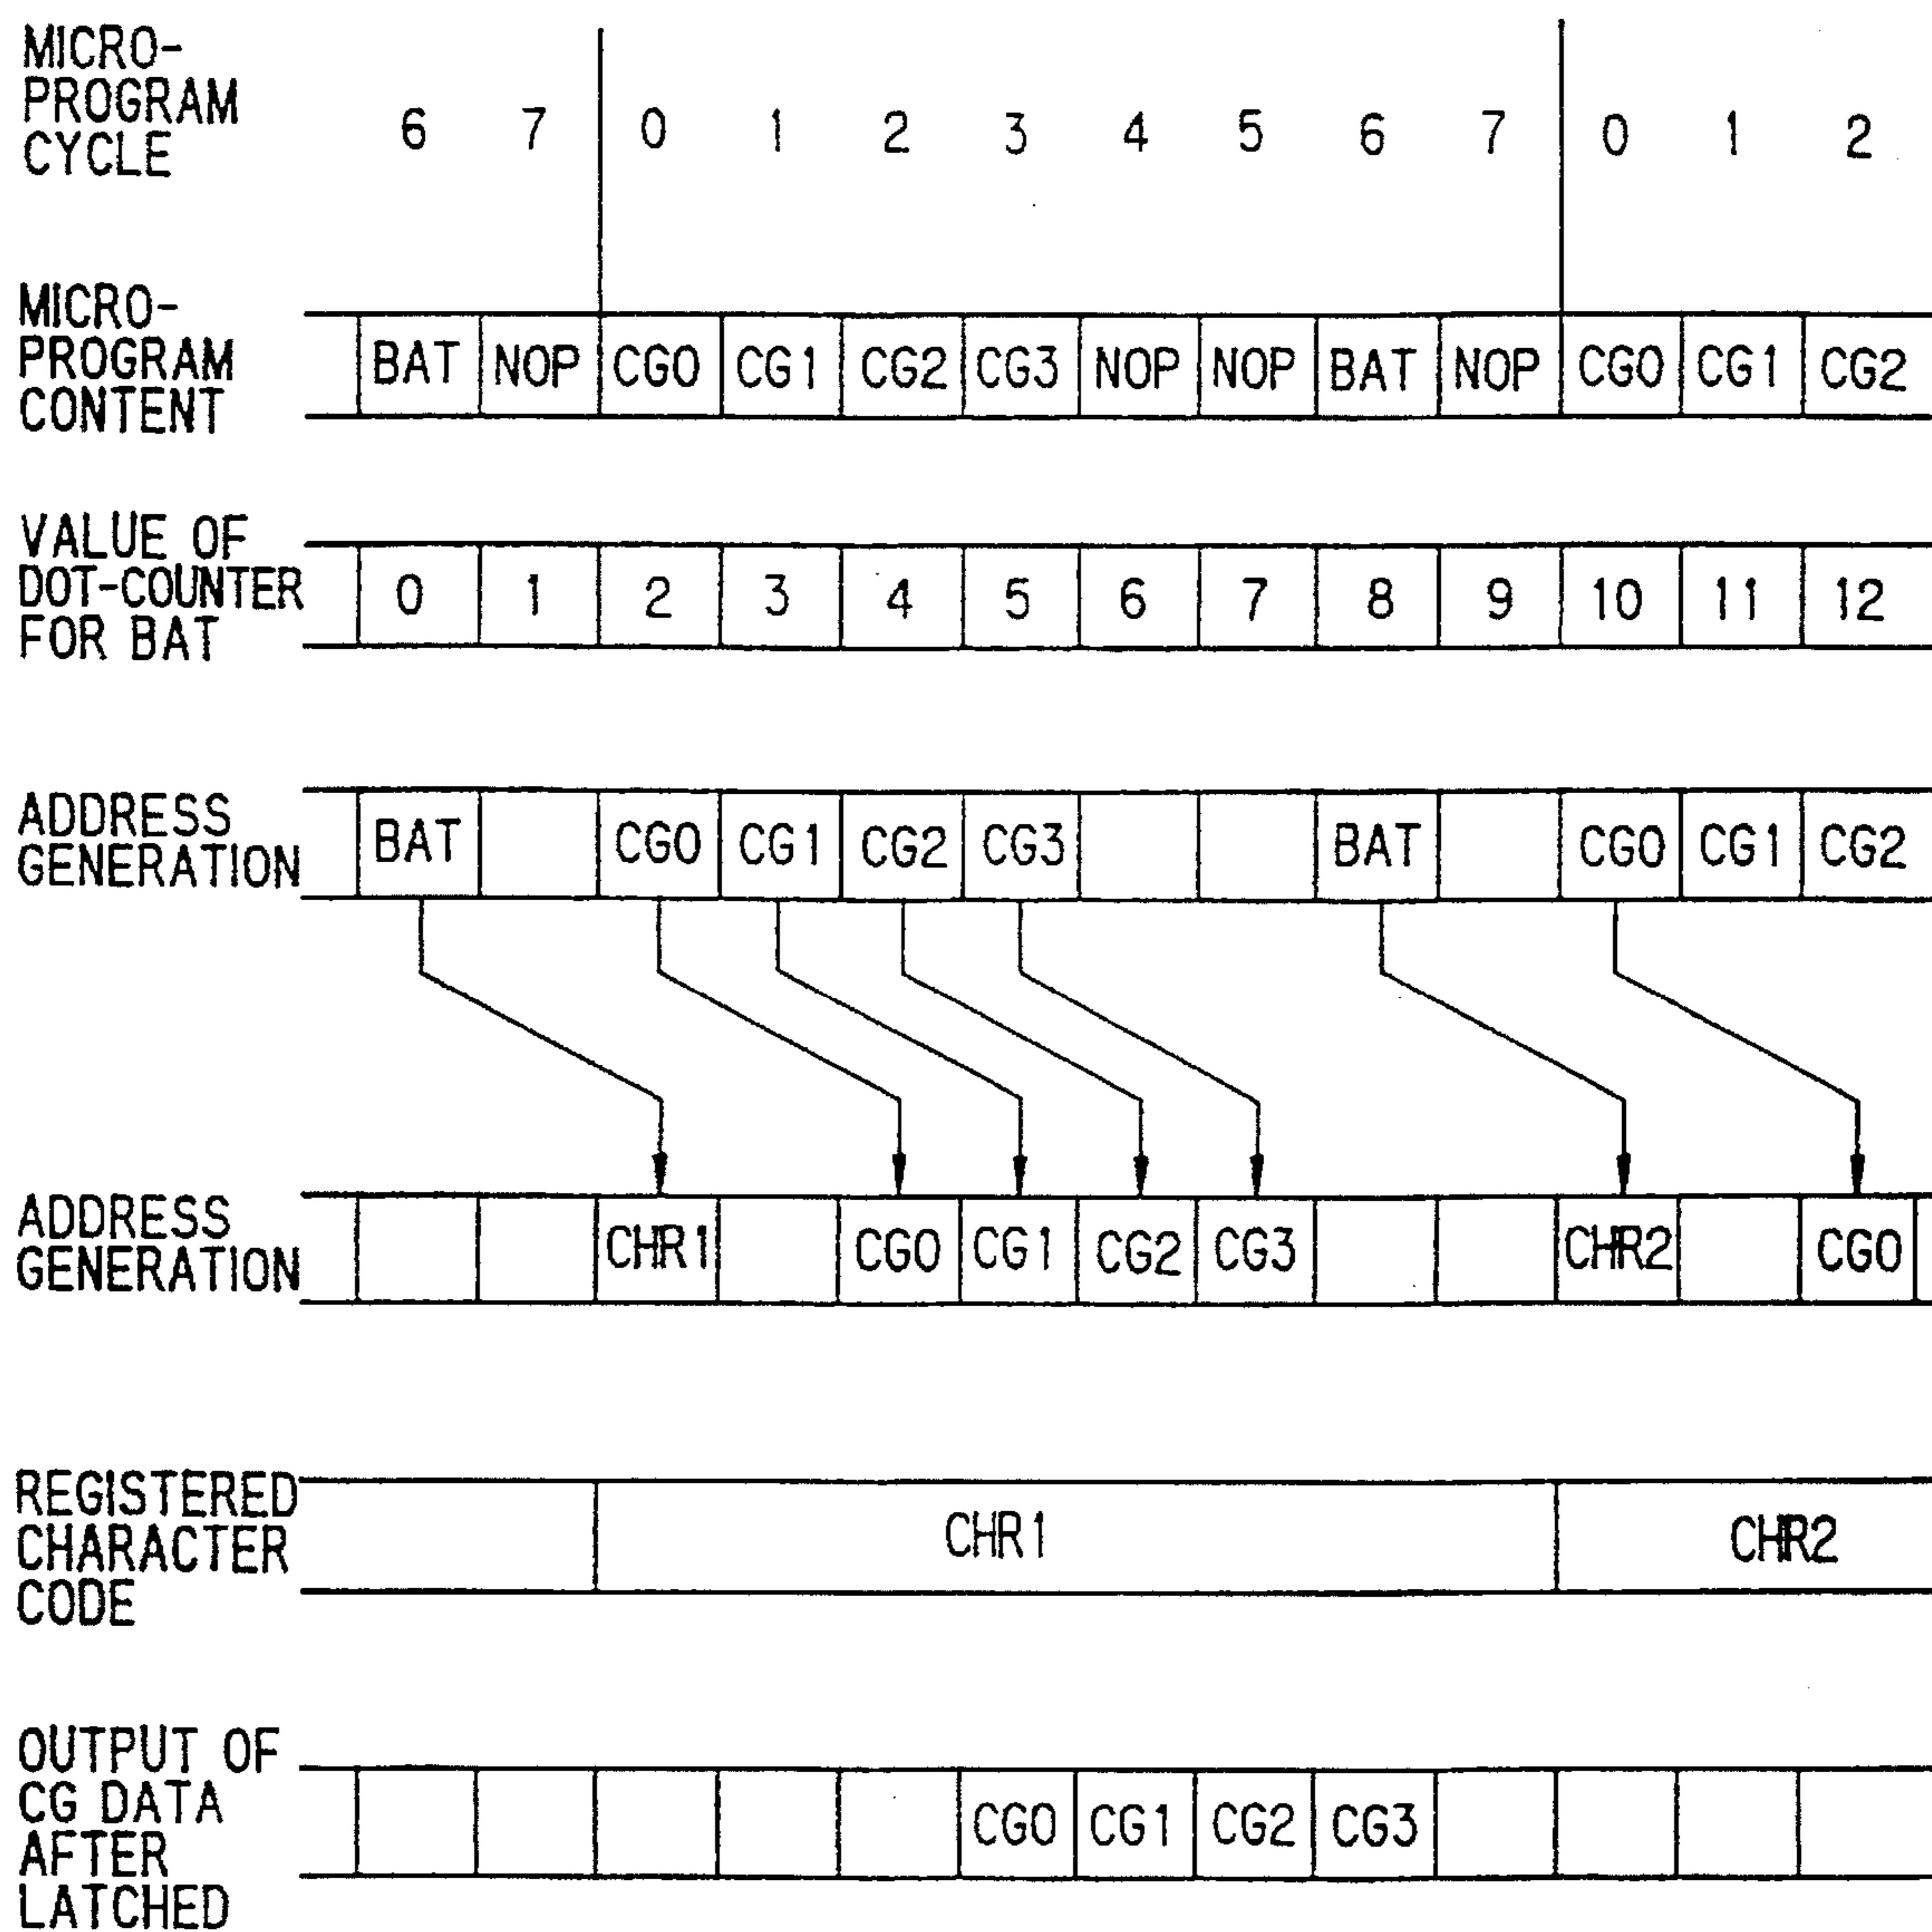 MICRO-
PROGRAM
CYCLE
6 7 0 1 2 3 4 5 6 7 0 1 2
MICRO-
PROGRAM
CONTENT
BAT NOP CG0 CG1 CG2 CG3 NOP NOP BAT NOP CG0 CG1 CG2
VALUE OF
DOT-COUNTER
FOR BAT
0 1 2 3 4 5 6 7 8 9 10 11 12
ADDRESS
GENERATION
BAT CG0 CG1 CG2 CG3 BAT CG0 CG1 CG2
ADDRESS
GENERATION
CHR1 CG0 CG1 CG2 CG3 CHR2 CG0
REGISTERED
CHARACTER
CODE
CHR1 CHR2
OUTPUT OF
CG DATA
AFTER
LATCHED
CG0 CG1 CG2 CG3